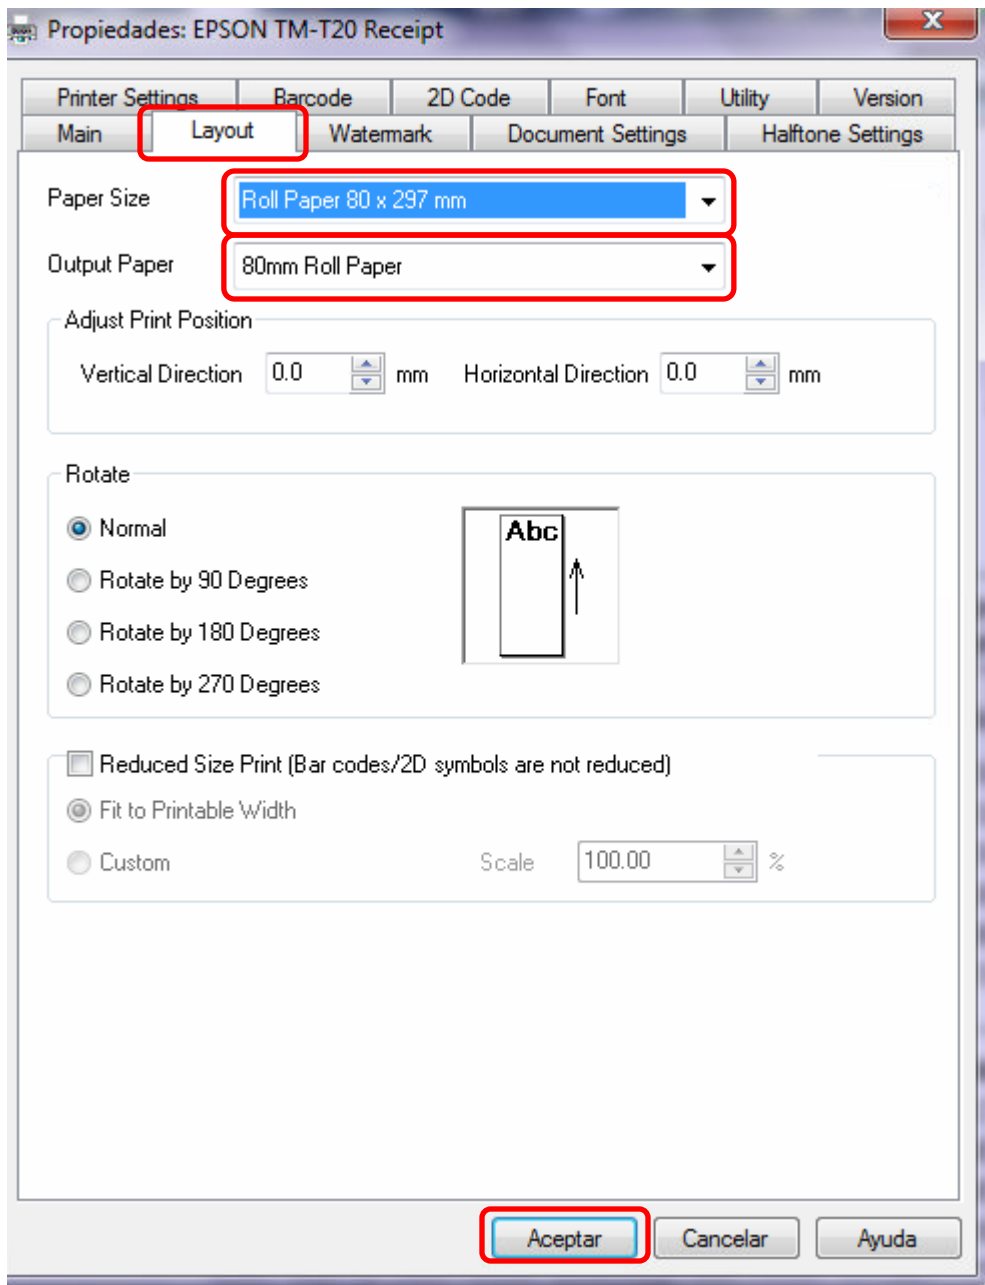 Propiedades: EPSON TM-T20 Receipt
X
Printer Settings Barcode 2D Code Font Utility Version
Main Layout Watermark Document Settings Halftone Settings
Paper Size Roll Paper 80 x 297 mm
Output Paper 80mm Roll Paper
Adjust Print Position
Vertical Direction 0.0 mm Horizontal Direction 0.0 mm
Rotate
Normal
Abc
Rotate by 90 Degrees
Rotate by 180 Degrees
Rotate by 270 Degrees
Reduced Size Print (Bar codes/2D symbols are not reduced)
Fit to Printable Width
Custom Scale 100.00 %
Aceptar Cancelar Ayuda